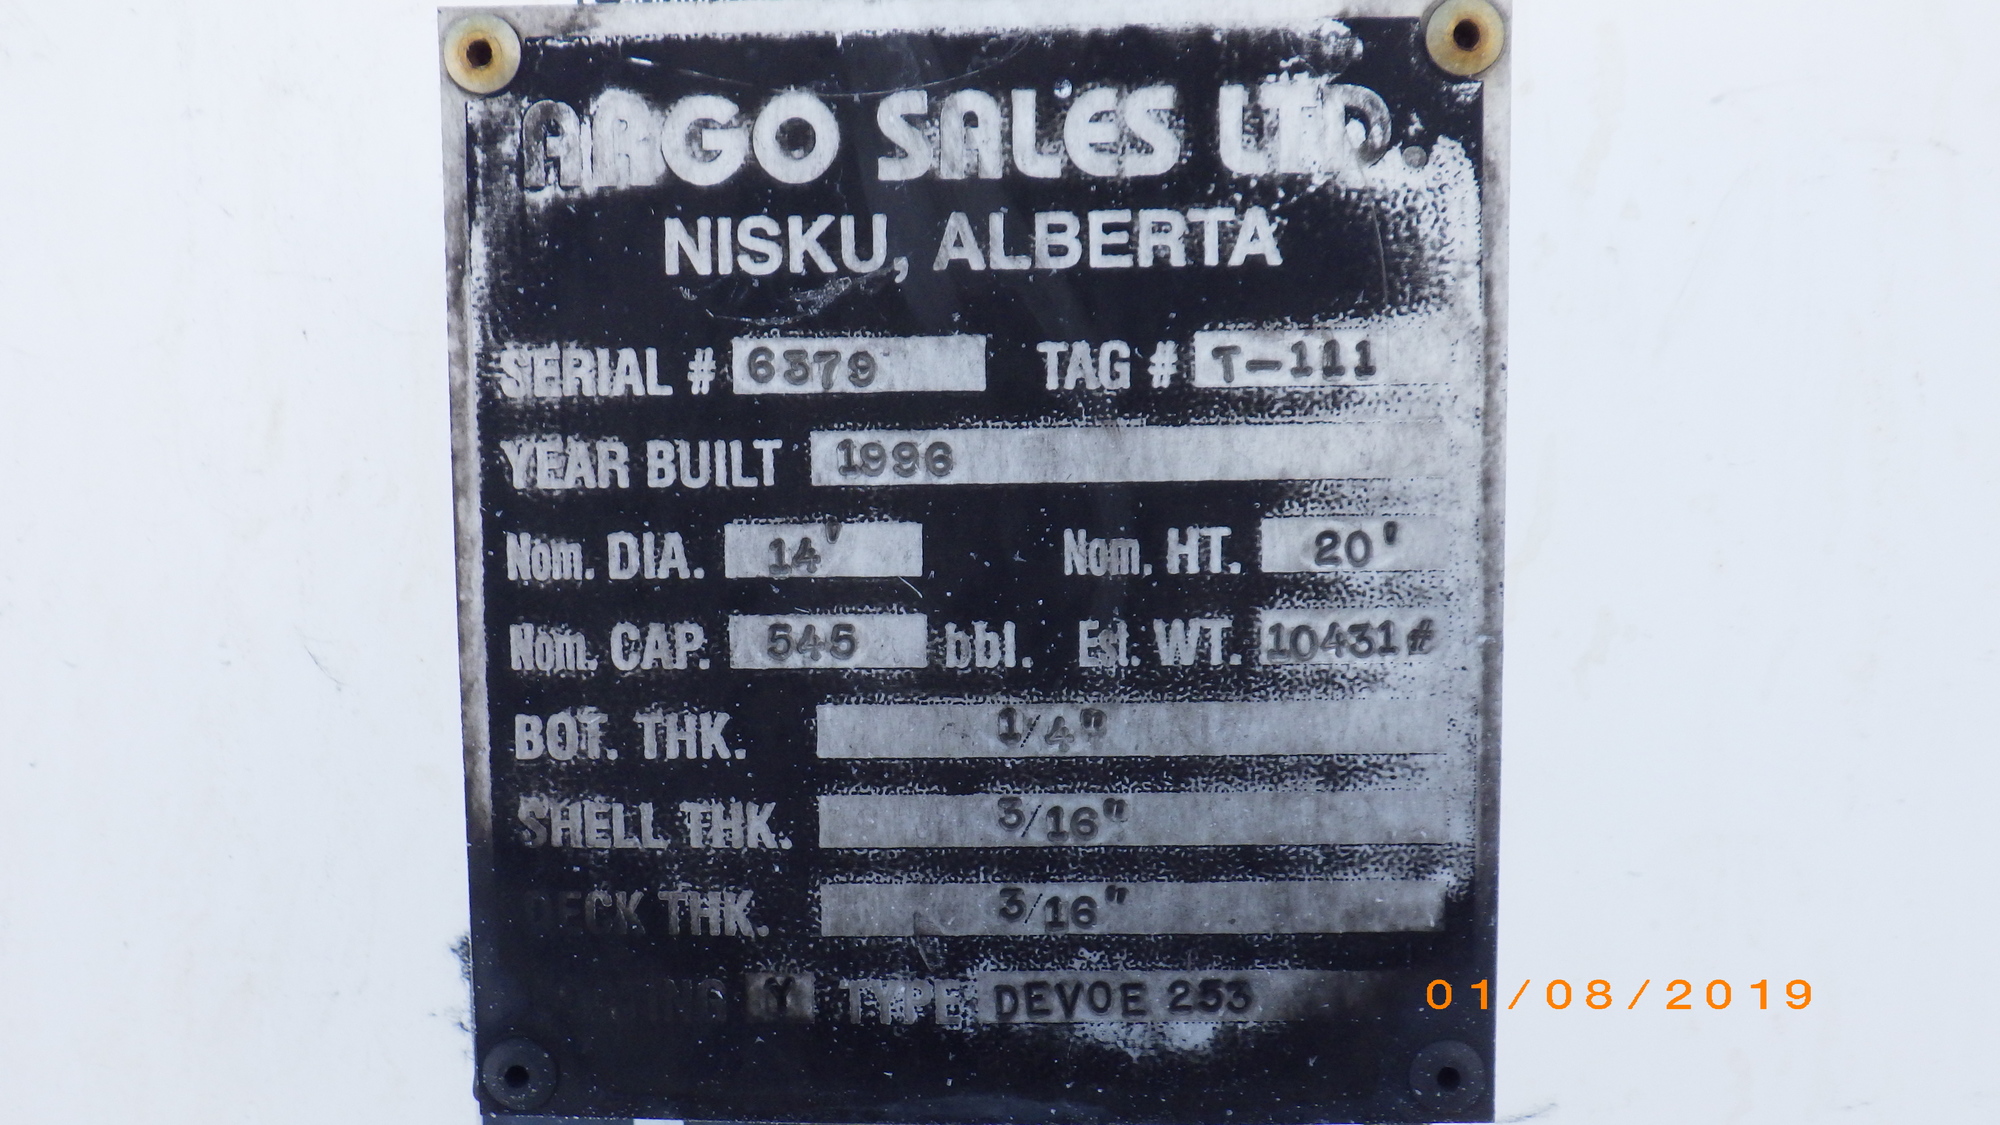 ARGO SALES LTD.
NISKU, ALBERTA
SERIAL # 6379 TAG # T-111
YEAR BUILT 1996
Nom. DIA. 14' Nom. HT. 20'
Nom. CAP. 545 bbl. Est. WT. 10431#
BOT. THK. 1/4"
SHELL THK. 3/16"
DECK THK. 3/16"
Y TYPE DEVOE 253
01/08/2019